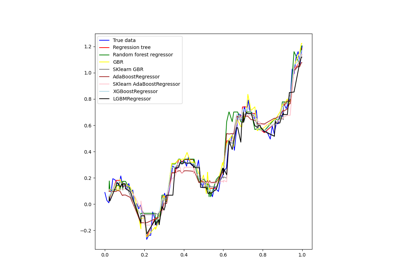 True data
Regression tree
Random forest regressor
GBR
SKlearn GBR
AdaBoostRegressor
SKlearn AdaBoostRegressor
XGBoostRegressor
LGBMRegressor
1.2
1.0
0.8
0.6
0.4
0.2
0.0
−0.2
0.0 0.2 0.4 0.6 0.8 1.0